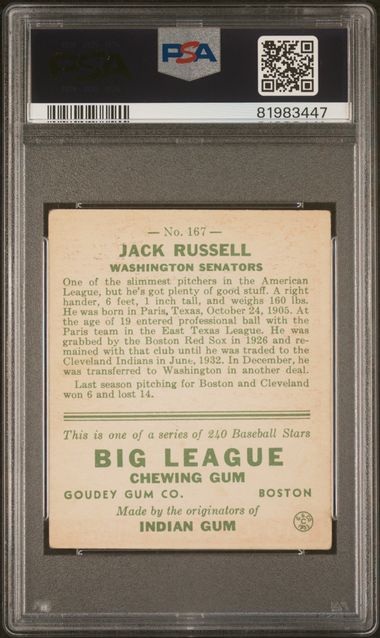 PSA
PSA
81983447
— No. 167 —
JACK RUSSELL
WASHINGTON SENATORS
One of the slimmest pitchers in the American
League, but he's got plenty of good stuff. A right
hander, 6 feet, 1 inch tall, and weighs 160 lbs.
He was born in Paris, Texas, October 24, 1905. At
the age of 19 entered professional ball with the
Paris team in the East Texas League. He was
grabbed by the Boston Red Sox in 1926 and re-
mained with that club until he was traded to the
Cleveland Indians in June, 1932. In December, he
was transferred to Washington in another deal.
Last season pitching for Boston and Cleveland
won 6 and lost 14.
This is one of a series of 240 Baseball Stars
BIG LEAGUE
CHEWING GUM
GOUDEY GUM CO. BOSTON
Made by the originators of
INDIAN GUM